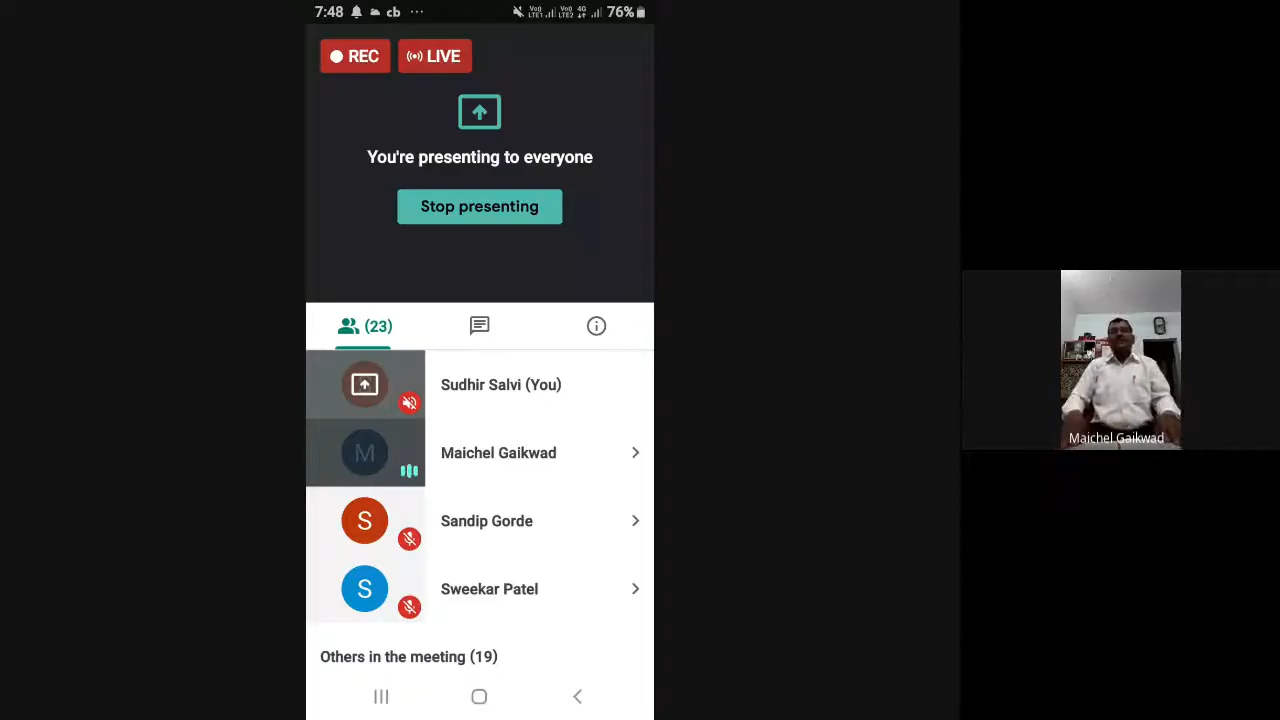 7:48 cb ... 76%
REC LIVE
You're presenting to everyone
Stop presenting
(23)
Sudhir Salvi (You)
M
Maichel Gaikwad
S
Sandip Gorde
S
Sweekar Patel
Others in the meeting (19)
Maichel Gaikwad